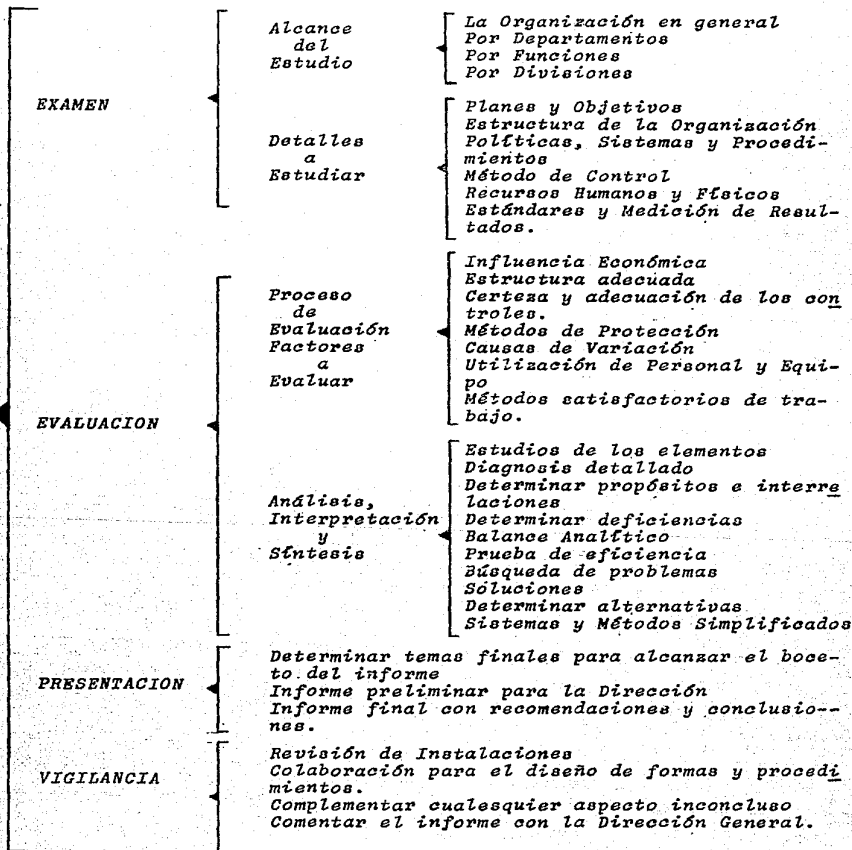 Alcance
del
Estudio
La Organización en general
Por Departamentos
Por Funciones
Por Divisiones
EXAMEN
Detalles
a
Estudiar
Planes y Objetivos
Estructura de la Organización
Políticas, Sistemas y Procedi-
mientos
Método de Control
Recursos Humanos y Físicos
Estándares y Medición de Resul-
tados.
Proceso
de
Evaluación
Factores
a
Evaluar
Influencia Económica
Estructura adecuada
Certeza y adecuación de los con
troles.
Métodos de Protección
Causas de Variación
Utilización de Personal y Equi-
po
Métodos satisfactorios de tra-
bajo.
EVALUACION
Análisis,
Interpretación
y
Síntesis
Estudios de los elementos
Diagnosis detallado
Determinar propósitos e interre
laciones
Determinar deficiencias
Balance Analítico
Prueba de eficiencia
Búsqueda de problemas
Soluciones
Determinar alternativas
Sistemas y Métodos Simplificados
PRESENTACION
Determinar temas finales para alcanzar el boce-
to del informe
Informe preliminar para la Dirección
Informe final con recomendaciones y conclusio--
nes.
VIGILANCIA
Revisión de Instalaciones
Colaboración para el diseño de formas y procedi
mientos.
Complementar cualesquier aspecto inconcluso
Comentar el informe con la Dirección General.